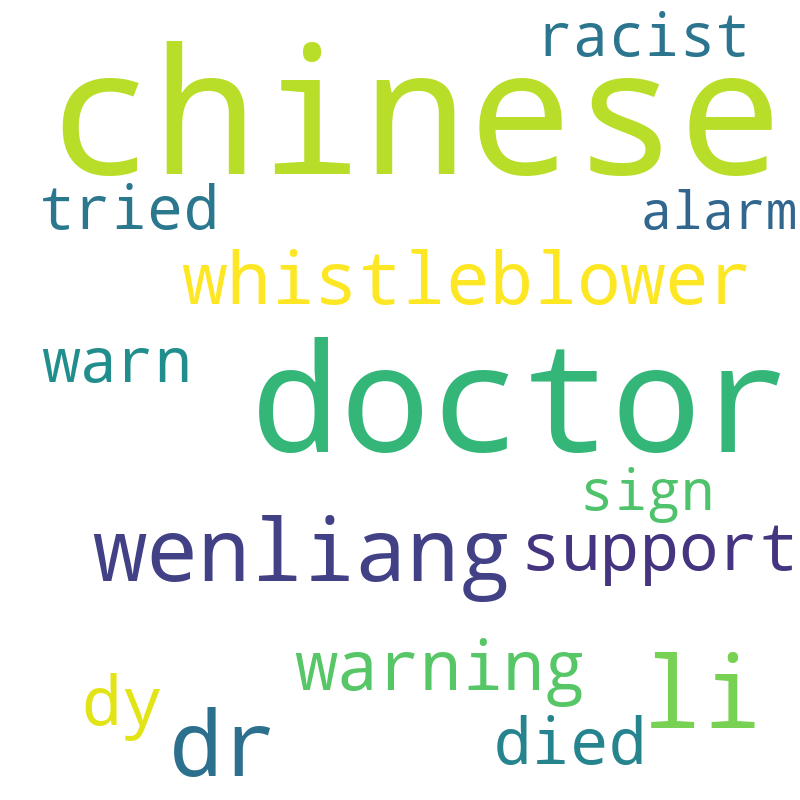 racist
chinese
tried
alarm
whistleblower
warn
doctor
sign
wenliang
support
warning
li
dy
dr
died